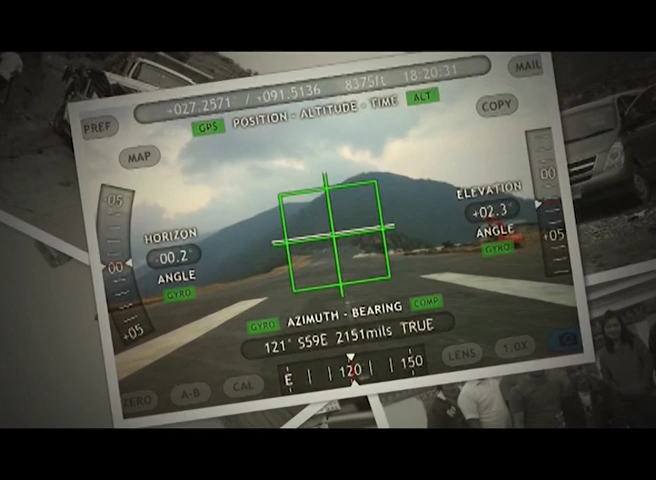 +027.2571 / +091.5136 8375ft 18:20:31
MAIL
PREF
GPS POSITION - ALTITUDE - TIME ALT
COPY
MAP
-05
00
+05
HORIZON
-00.2°
ANGLE
GYRO
ELEVATION
+02.3
ANGLE
GYRO
00
+05
GYRO AZIMUTH - BEARING COMP
121° S59E 2151mils TRUE
E 120 150
ZERO
A-B
CAL
LENS
1.0X